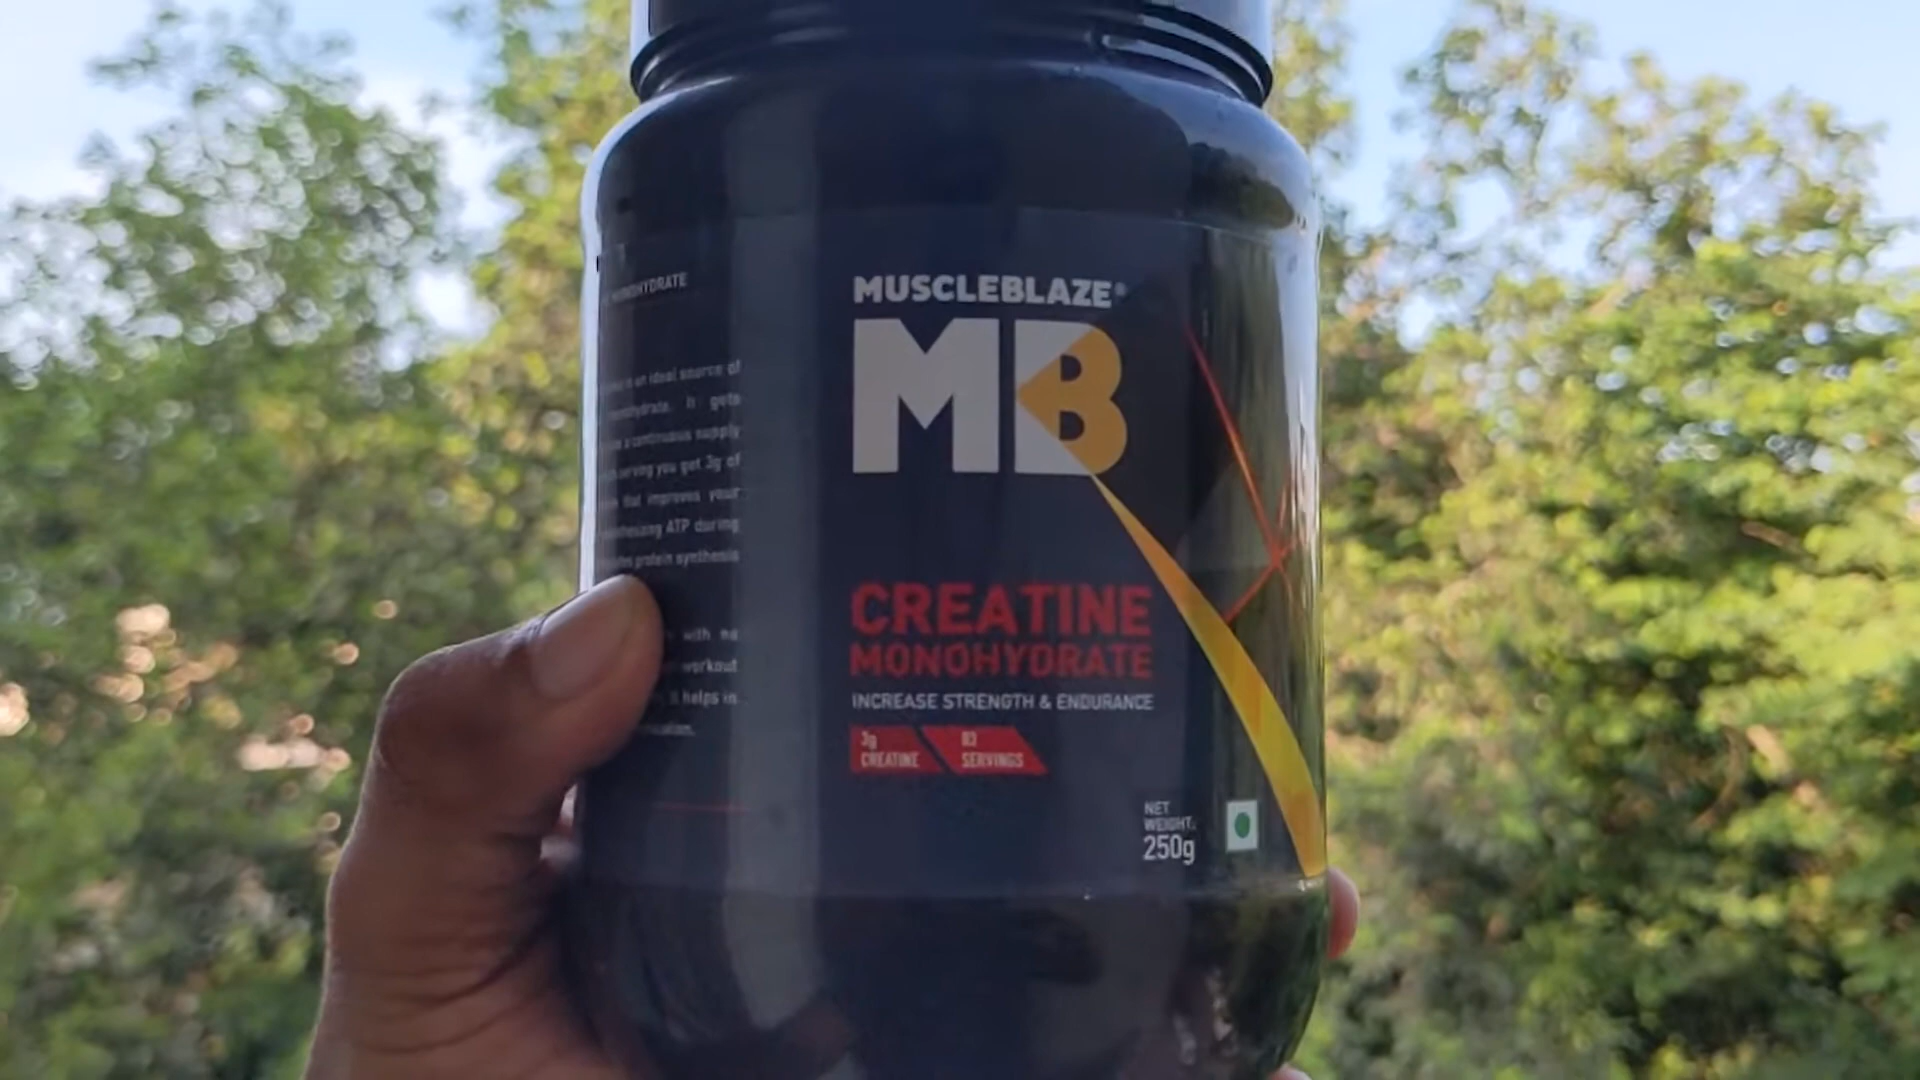 MONOHYDRATE
is an ideal source of
monohydrate. It gets
a continuous supply
serving you get 3g of
that improves your
ATP during
protein synthesis
with no
workout
It helps in
MUSCLEBLAZE®
MB
CREATINE
MONOHYDRATE
INCREASE STRENGTH & ENDURANCE
3g
CREATINE
83
SERVINGS
NET
WEIGHT:
250g